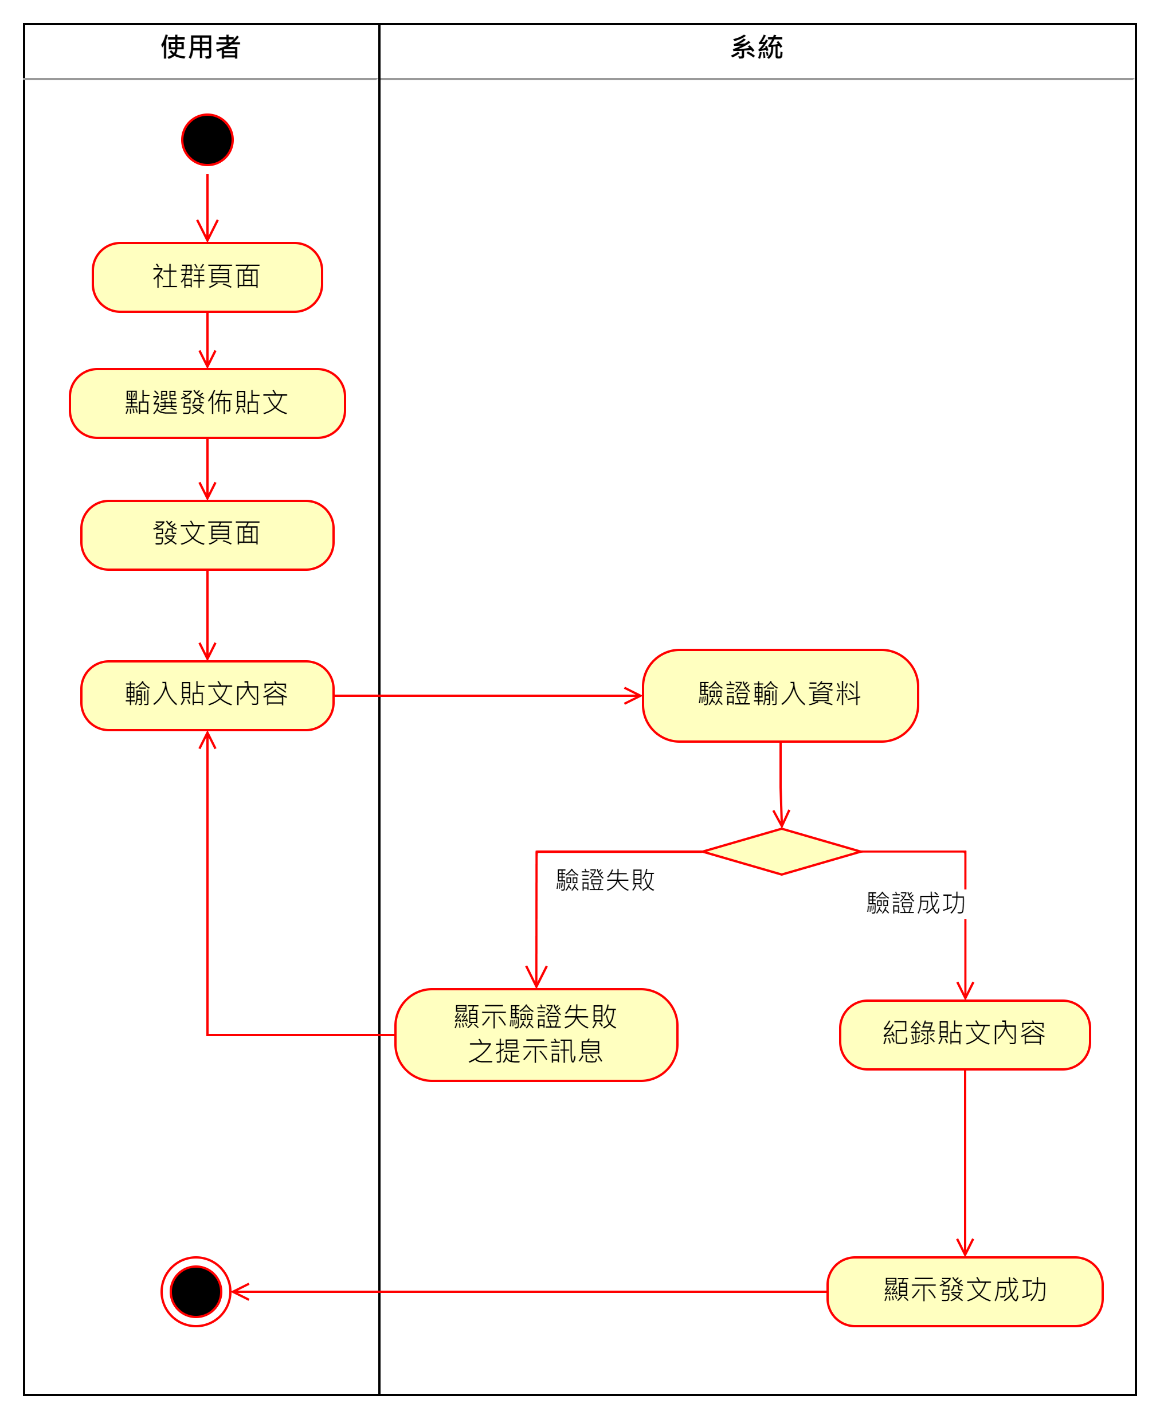 使用者
系統
社群頁面
點選發佈貼文
發文頁面
輸入貼文內容
驗證輸入資料
驗證失敗
驗證成功
顯示驗證失敗
之提示訊息
紀錄貼文內容
顯示發文成功